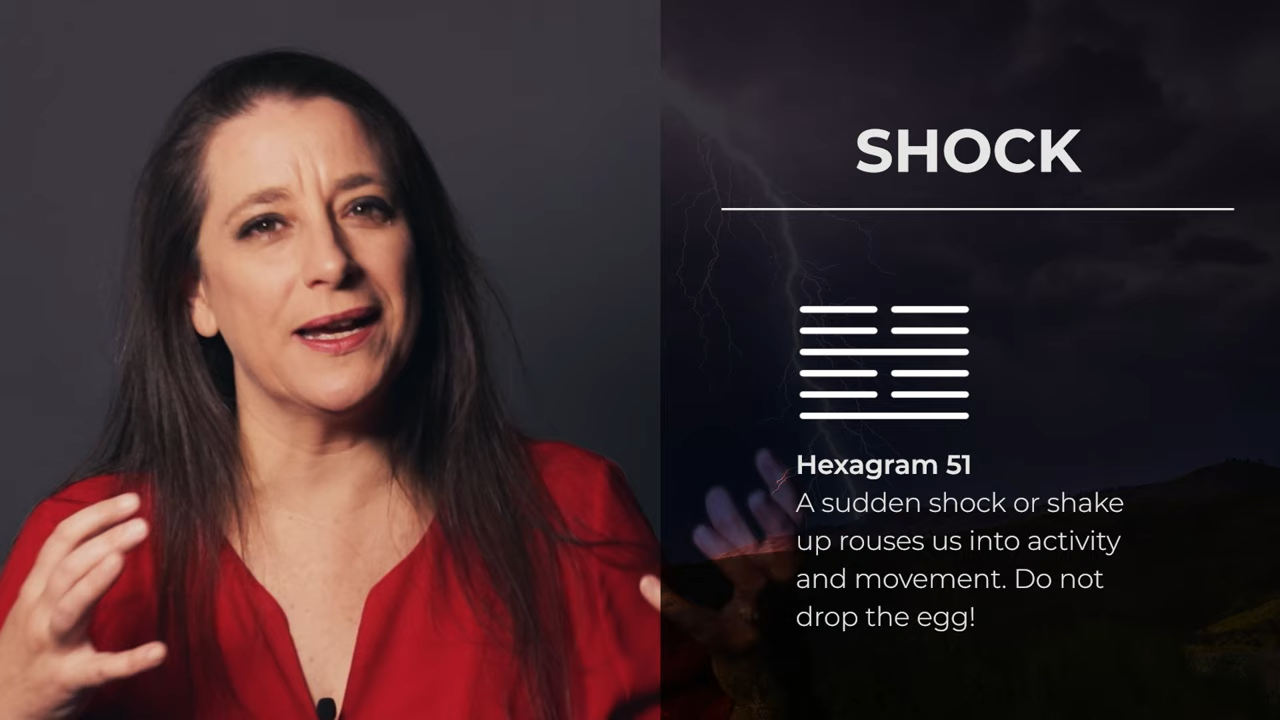 SHOCK
Hexagram 51
A sudden shock or shake
up rouses us into activity
and movement. Do not
drop the egg!